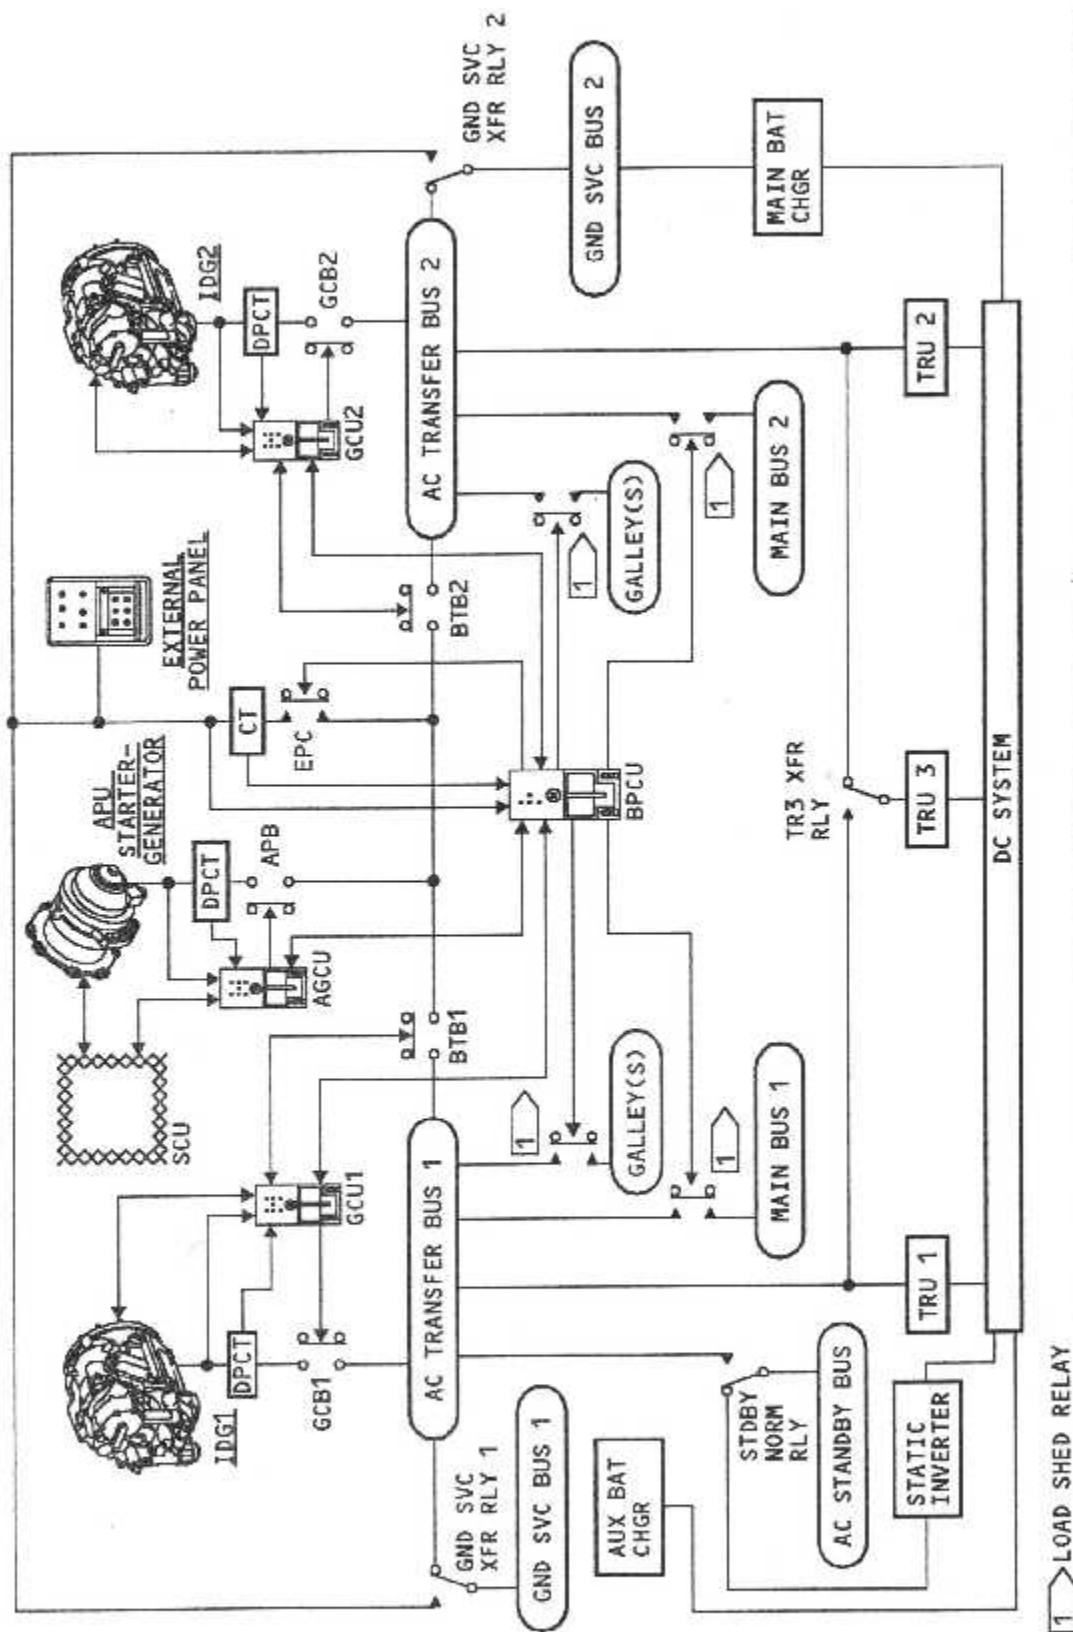 IDG1
SCU
APU
STARTER-
GENERATOR
EXTERNAL
POWER PANEL
IDG2
DPCT
DPCT
CT
DPCT
GCB1
GCU1
AGCU
APB
EPC
GCU2
GCB2
GND SVC
XFR RLY 1
AC TRANSFER BUS 1
BTB1
BTB2
AC TRANSFER BUS 2
GND SVC
XFR RLY 2
GND SVC BUS 1
1
GALLEY(S)
BPCU
1
GALLEY(S)
GND SVC BUS 2
AUX BAT
CHGR
1
MAIN BUS 1
1
MAIN BUS 2
MAIN BAT
CHGR
STDBY
NORM
RLY
TR3 XFR
RLY
AC STANDBY BUS
STATIC
INVERTER
TRU 1
TRU 3
TRU 2
DC SYSTEM
1 LOAD SHED RELAY